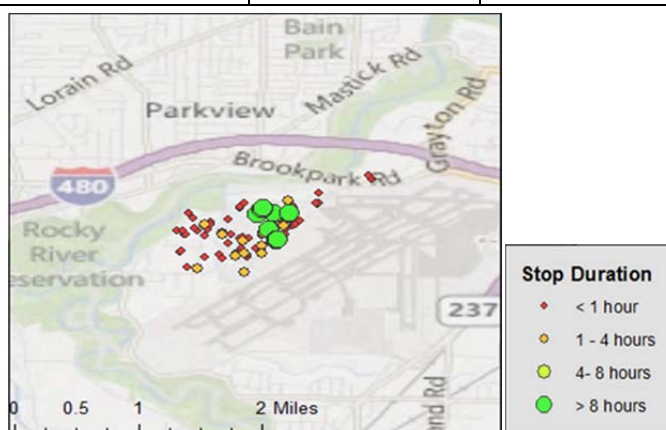 Bain
Park
Lorain Rd
Mastick Rd
Parkview
Grayton Rd
Brookpark Rd
480
Rocky
River
eservation
237
nd Rd
0 0.5 1 2 Miles
Stop Duration
< 1 hour
1 - 4 hours
4- 8 hours
> 8 hours